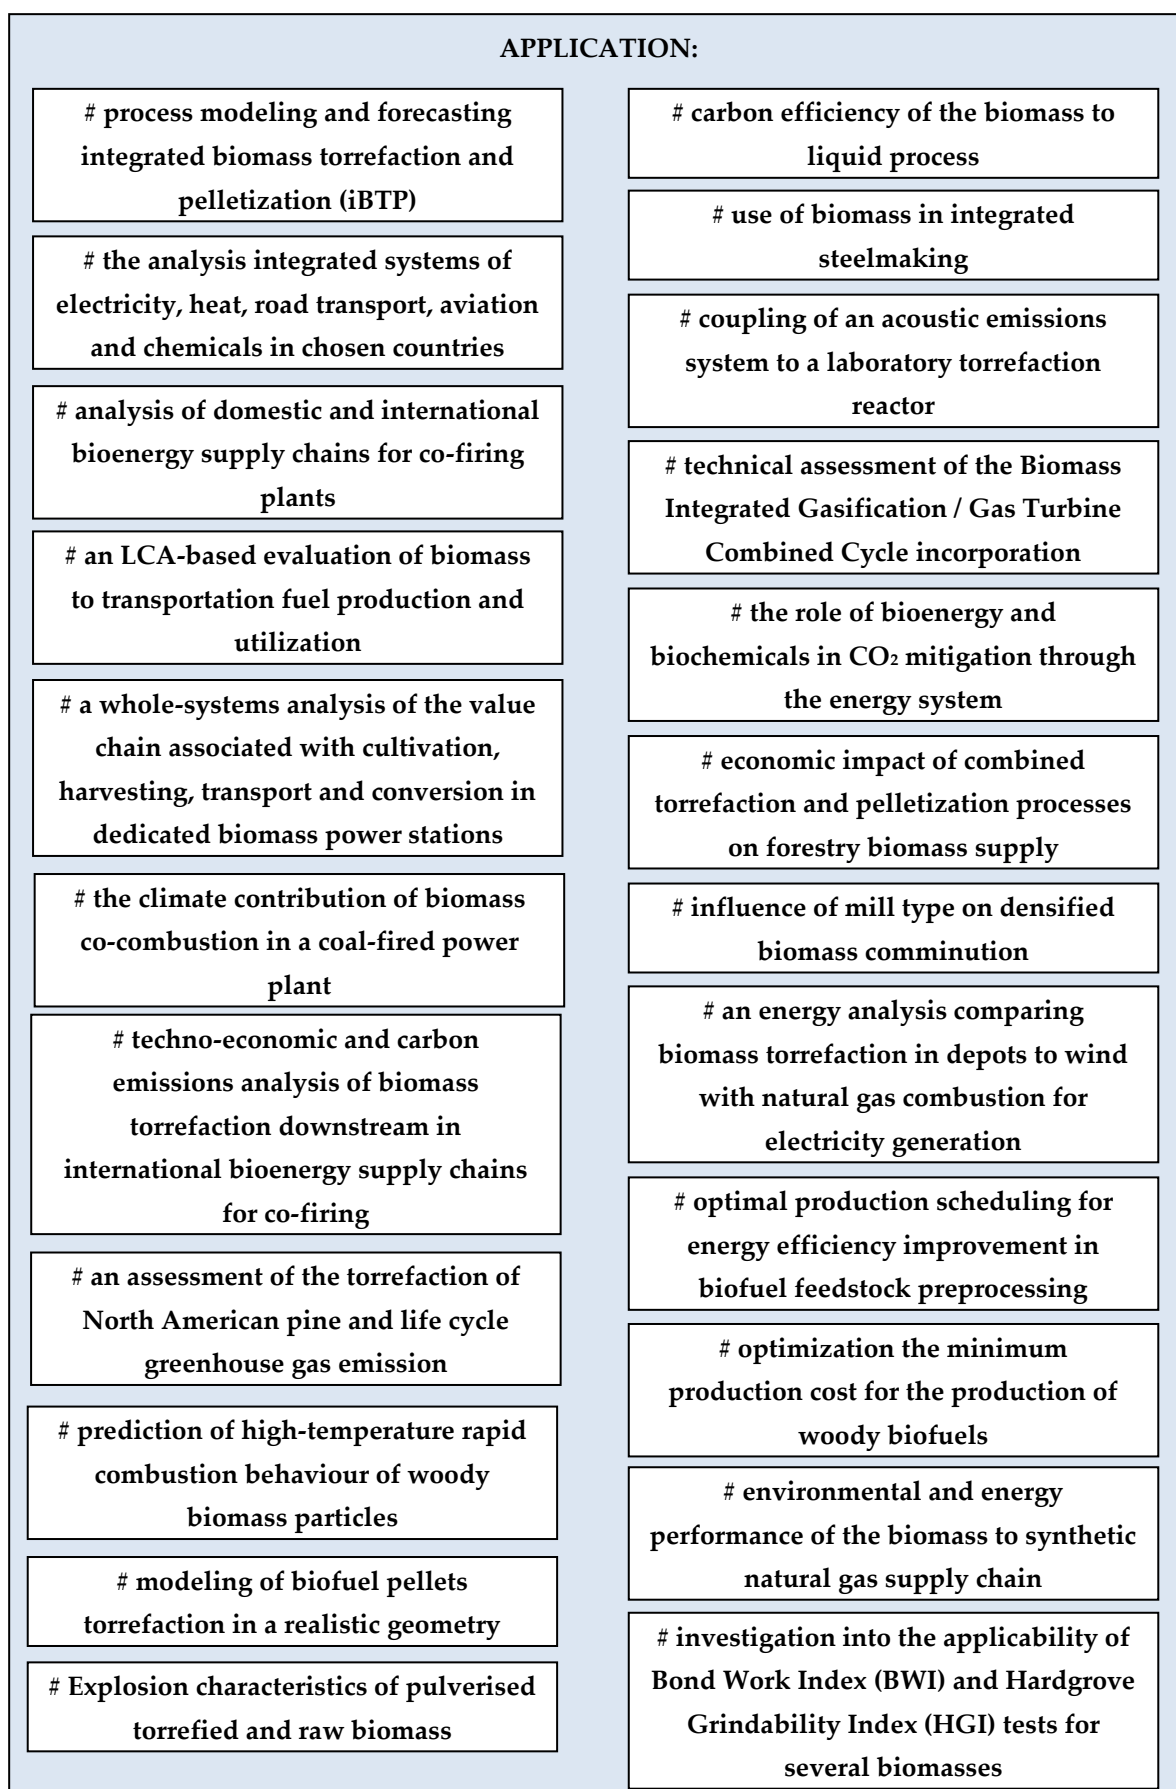 APPLICATION:
# process modeling and forecasting
integrated biomass torrefaction and
pelletization (iBTP)
# the analysis integrated systems of
electricity, heat, road transport, aviation
and chemicals in chosen countries
# analysis of domestic and international
bioenergy supply chains for co-firing
plants
# an LCA-based evaluation of biomass
to transportation fuel production and
utilization
# a whole-systems analysis of the value
chain associated with cultivation,
harvesting, transport and conversion in
dedicated biomass power stations
# the climate contribution of biomass
co-combustion in a coal-fired power
plant
# techno-economic and carbon
emissions analysis of biomass
torrefaction downstream in
international bioenergy supply chains
for co-firing
# an assessment of the torrefaction of
North American pine and life cycle
greenhouse gas emission
# prediction of high-temperature rapid
combustion behaviour of woody
biomass particles
# modeling of biofuel pellets
torrefaction in a realistic geometry
# Explosion characteristics of pulverised
torrefied and raw biomass
# carbon efficiency of the biomass to
liquid process
# use of biomass in integrated
steelmaking
# coupling of an acoustic emissions
system to a laboratory torrefaction
reactor
# technical assessment of the Biomass
Integrated Gasification / Gas Turbine
Combined Cycle incorporation
# the role of bioenergy and
biochemicals in CO₂ mitigation through
the energy system
# economic impact of combined
torrefaction and pelletization processes
on forestry biomass supply
# influence of mill type on densified
biomass comminution
# an energy analysis comparing
biomass torrefaction in depots to wind
with natural gas combustion for
electricity generation
# optimal production scheduling for
energy efficiency improvement in
biofuel feedstock preprocessing
# optimization the minimum
production cost for the production of
woody biofuels
# environmental and energy
performance of the biomass to synthetic
natural gas supply chain
# investigation into the applicability of
Bond Work Index (BWI) and Hardgrove
Grindability Index (HGI) tests for
several biomasses